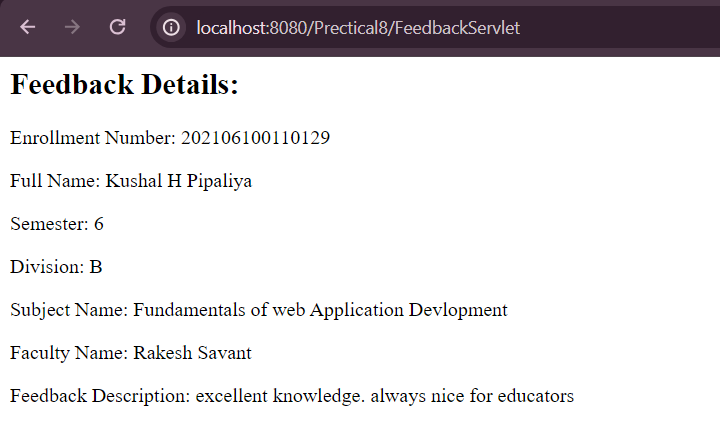 localhost:8080/Prectical8/FeedbackServlet
Feedback Details:
Enrollment Number: 202106100110129
Full Name: Kushal H Pipaliya
Semester: 6
Division: B
Subject Name: Fundamentals of web Application Devlopment
Faculty Name: Rakesh Savant
Feedback Description: excellent knowledge. always nice for educators